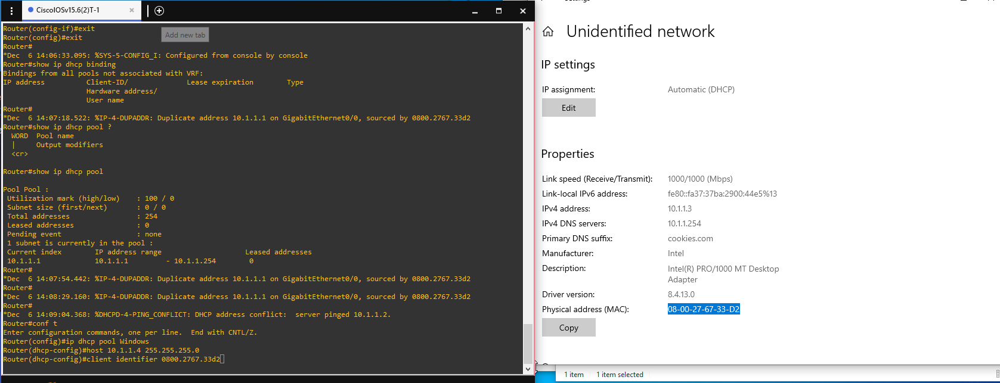 CiscoIOSv15.6(2)T-1
Add new tab
Router(config-if)#exit
Router(config)#exit
Router#
*Dec  6 14:06:33.095: %SYS-5-CONFIG_I: Configured from console by console
Router#show ip dhcp binding
Bindings from all pools not associated with VRF:
IP address          Client-ID/              Lease expiration        Type
                    Hardware address/
                    User name
Router#
*Dec  6 14:07:18.522: %IP-4-DUPADDR: Duplicate address 10.1.1.1 on GigabitEthernet0/0, sourced by 0800.2767.33d2
Router#show ip dhcp pool ?
  WORD  Pool name
  |     Output modifiers
  <cr>
Router#show ip dhcp pool
Pool Pool :
 Utilization mark (high/low)    : 100 / 0
 Subnet size (first/next)       : 0 / 0
 Total addresses                : 254
 Leased addresses               : 0
 Pending event                  : none
 1 subnet is currently in the pool :
 Current index        IP address range                    Leased addresses
 10.1.1.1             10.1.1.1         - 10.1.1.254        0
Router#
*Dec  6 14:07:54.442: %IP-4-DUPADDR: Duplicate address 10.1.1.1 on GigabitEthernet0/0, sourced by 0800.2767.33d2
Router#
*Dec  6 14:08:29.160: %IP-4-DUPADDR: Duplicate address 10.1.1.1 on GigabitEthernet0/0, sourced by 0800.2767.33d2
Router#
*Dec  6 14:09:04.368: %DHCPD-4-PING_CONFLICT: DHCP address conflict:  server pinged 10.1.1.2.
Router#conf t
Enter configuration commands, one per line.  End with CNTL/Z.
Router(config)#ip dhcp pool Windows
Router(dhcp-config)#host 10.1.1.4 255.255.255.0
Router(dhcp-config)#client identifier 0800.2767.33d2
Unidentified network
IP settings
IP assignment: Automatic (DHCP)
Edit
Properties
Link speed (Receive/Transmit): 1000/1000 (Mbps)
Link-local IPv6 address: fe80::fa37:37ba:2900:44e5%13
IPv4 address: 10.1.1.3
IPv4 DNS servers: 10.1.1.254
Primary DNS suffix: cookies.com
Manufacturer: Intel
Description: Intel(R) PRO/1000 MT Desktop
Adapter
Driver version: 8.4.13.0
Physical address (MAC): 08-00-27-67-33-D2
Copy
1 item 1 item selected